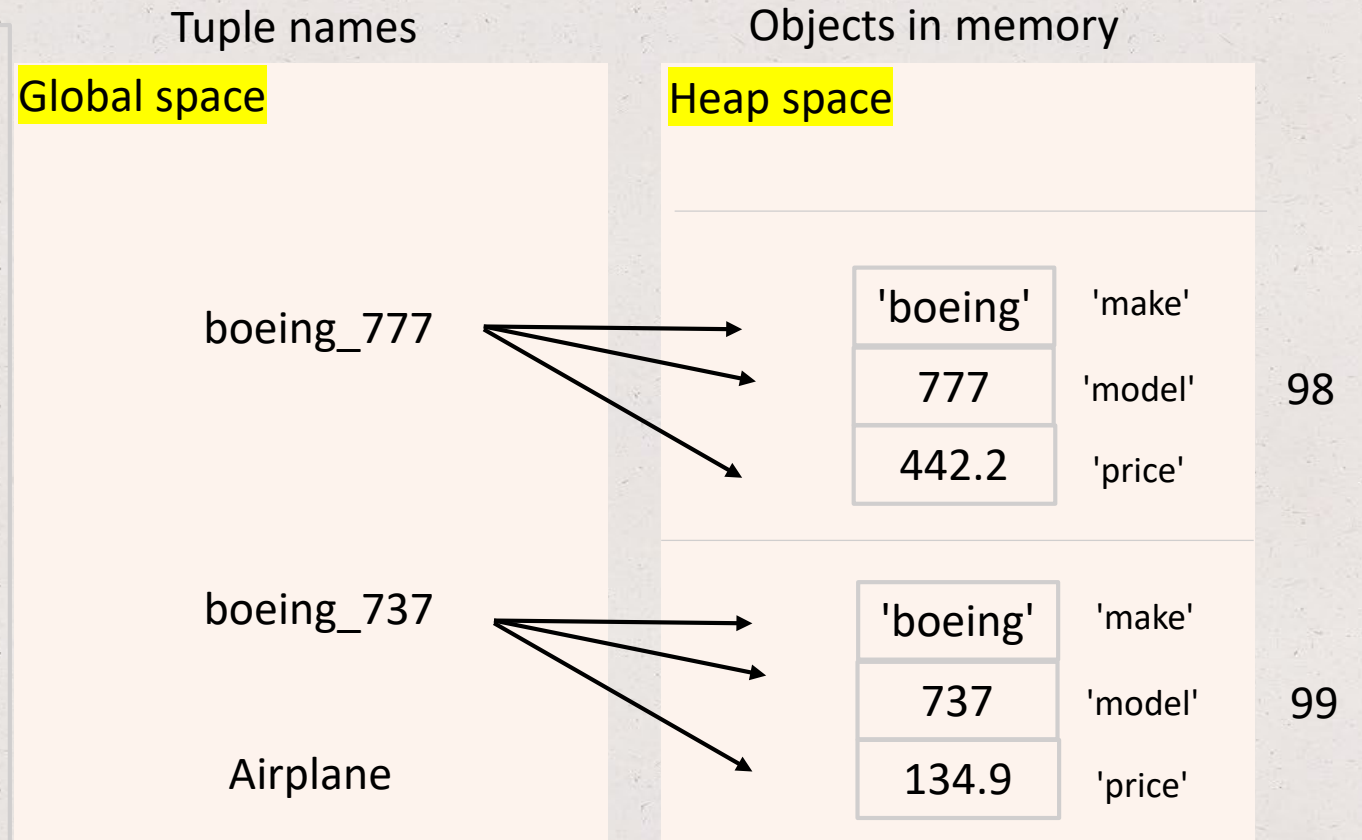 Tuple names
Objects in memory
Global space
Heap space
boeing_777
'boeing' 'make'
777 'model' 98
442.2 'price'
boeing_737
'boeing' 'make'
737 'model' 99
Airplane
134.9 'price'